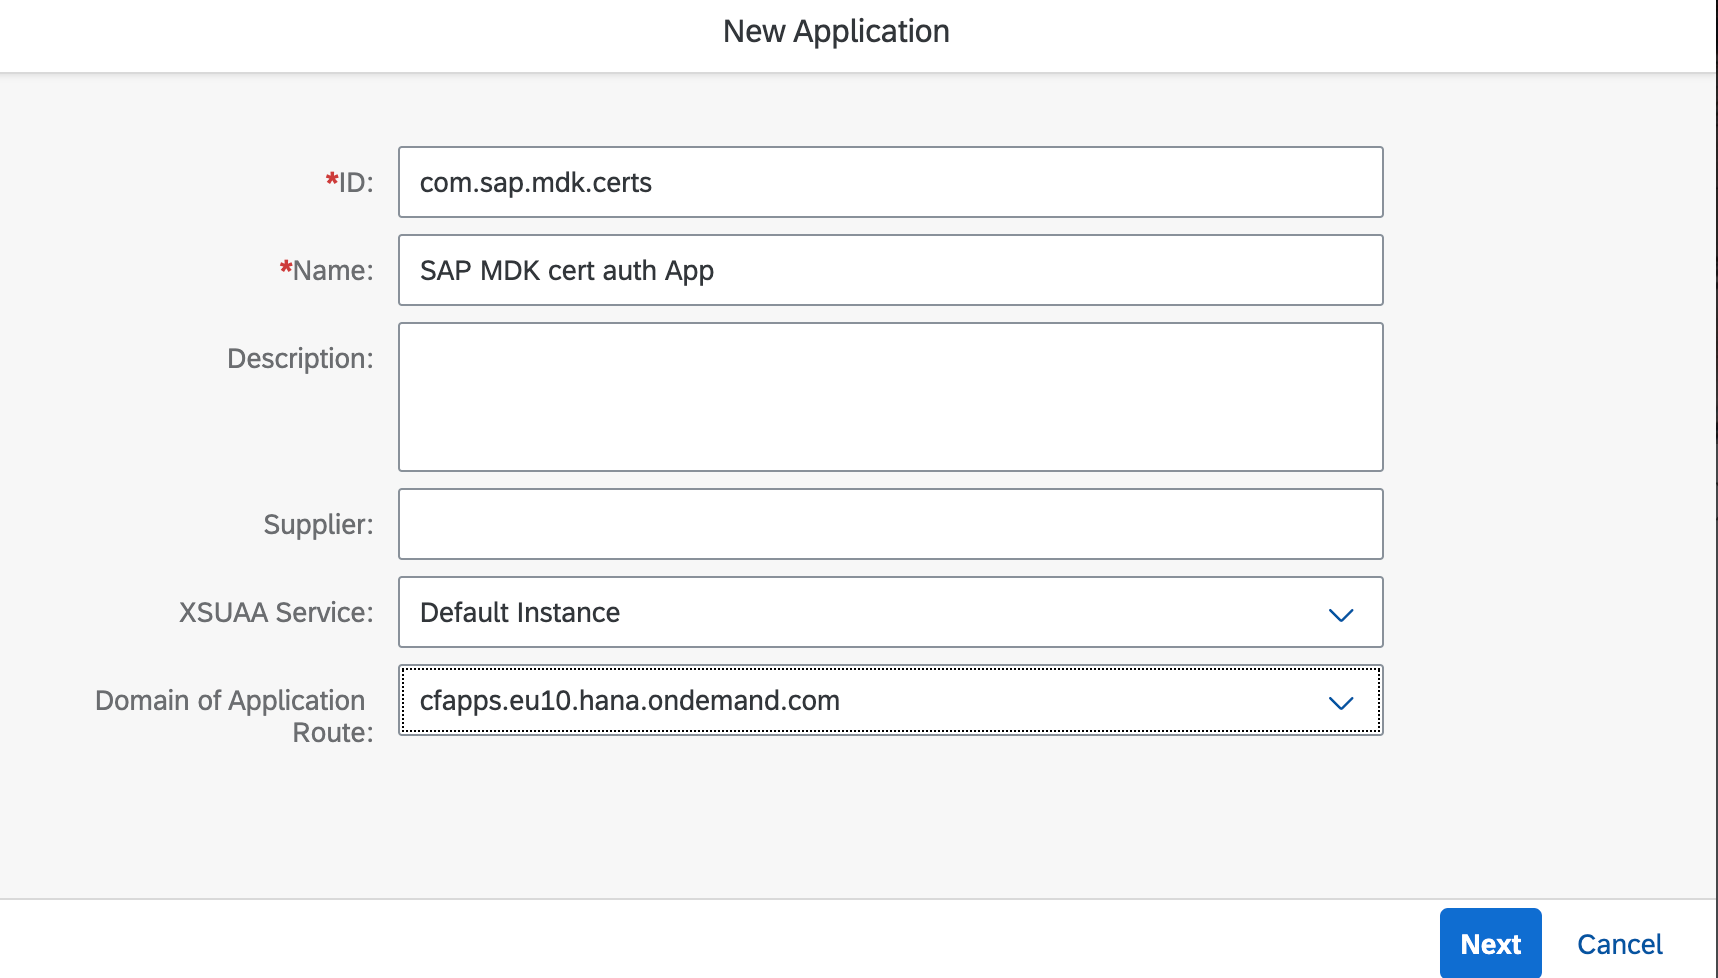 New Application
*ID:
com.sap.mdk.certs
*Name:
SAP MDK cert auth App
Description:
Supplier:
XSUAA Service:
Default Instance
Domain of Application
Route:
cfapps.eu10.hana.ondemand.com
Next
Cancel